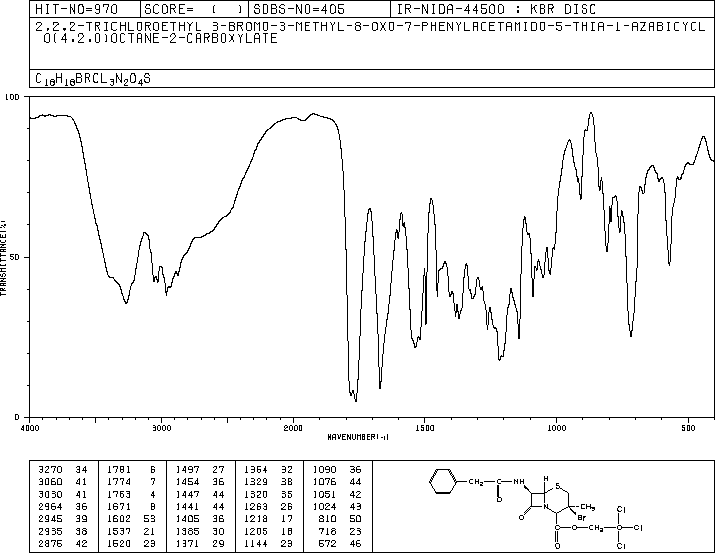 HIT-NO=970 SCORE= ( ) SDBS-NO=405 IR-NIDA-44500 : KBR DISC
2,2,2-TRICHLOROETHYL 3-BROMO-3-METHYL-8-OXO-7-PHENYLACETAMIDO-5-THIA-1-AZABICYCL
O(4.2.0)OCTANE-2-CARBOXYLATE
C18H18BRCL3N2O4S
100
50
0
TRANSMITTANCE(%)
4000 3000 2000 1500 1000 500
WAVENUMBER(-1)
3270 34 1781 6 1497 27 1364 32 1090 36
3060 41 1774 7 1454 36 1329 38 1076 44
3030 41 1763 4 1447 44 1320 35 1051 42
2964 36 1671 8 1441 44 1263 26 1024 43
2945 39 1602 53 1405 36 1218 17 810 50
2935 38 1537 21 1385 30 1205 18 723 23
2876 42 1520 23 1371 29 1144 23 572 46
CH2 C NH H S
O O N CH3
Br
C O CH2 C Cl
O Cl Cl